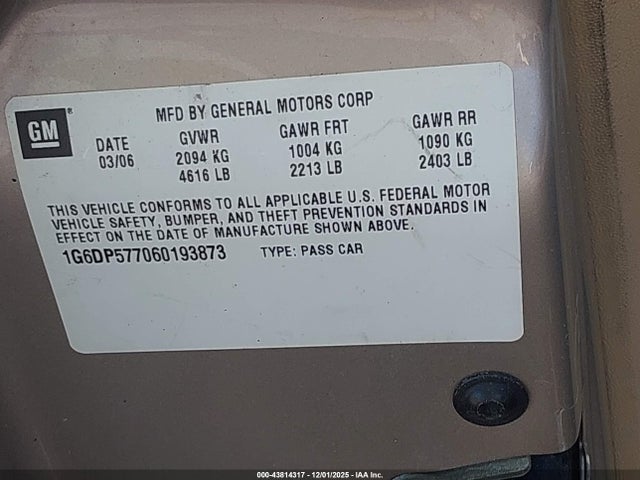 GM®
MFD BY GENERAL MOTORS CORP
DATE GVWR GAWR FRT GAWR RR
03/06 2094 KG 1004 KG 1090 KG
4616 LB 2213 LB 2403 LB
THIS VEHICLE CONFORMS TO ALL APPLICABLE U.S. FEDERAL MOTOR
VEHICLE SAFETY, BUMPER, AND THEFT PREVENTION STANDARDS IN
EFFECT ON THE DATE OF MANUFACTURE SHOWN ABOVE.
1G6DP577060193873 TYPE: PASS CAR
000-43814317 - 12/01/2025 - IAA Inc.